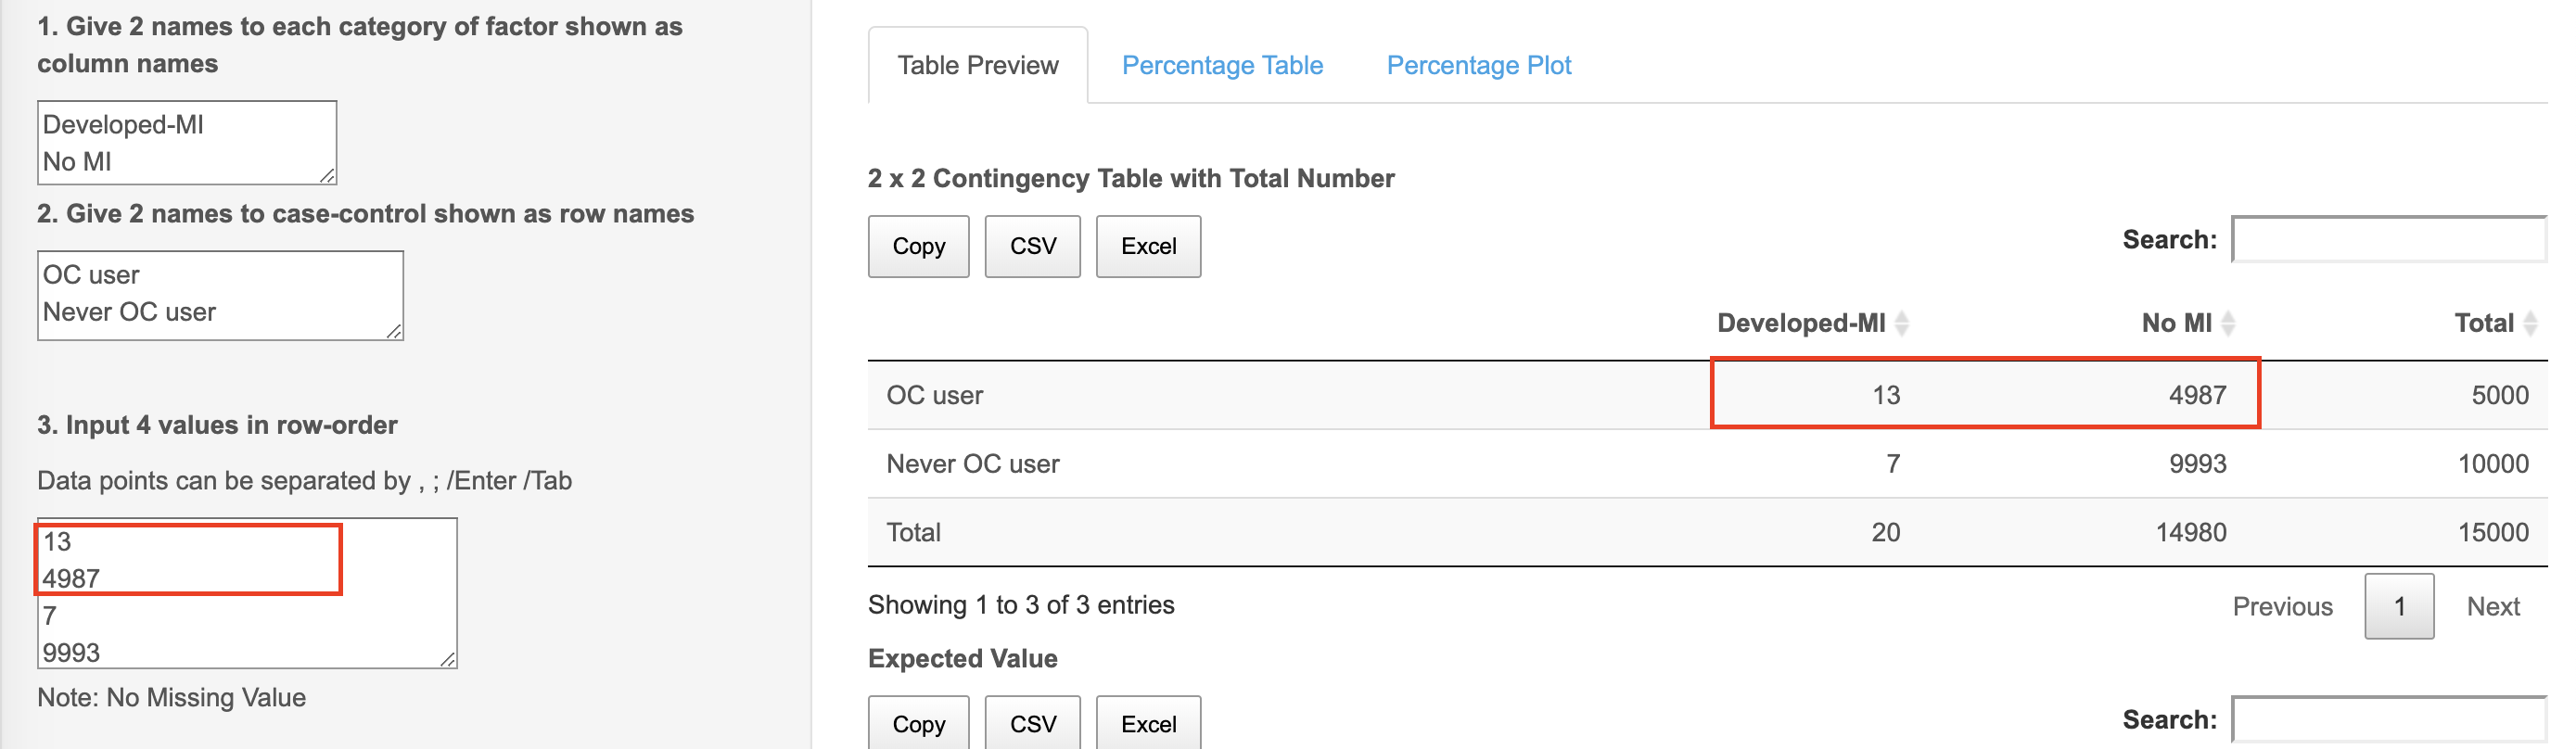 1. Give 2 names to each category of factor shown as
column names
Developed-MI
No MI
2. Give 2 names to case-control shown as row names
OC user
Never OC user
3. Input 4 values in row-order
Data points can be separated by , ; /Enter /Tab
13
4987
7
9993
Note: No Missing Value
Table Preview Percentage Table Percentage Plot
2 x 2 Contingency Table with Total Number
Copy CSV Excel Search:
Developed-MI No MI Total
OC user 13 4987 5000
Never OC user 7 9993 10000
Total 20 14980 15000
Showing 1 to 3 of 3 entries Previous 1 Next
Expected Value
Copy CSV Excel Search: